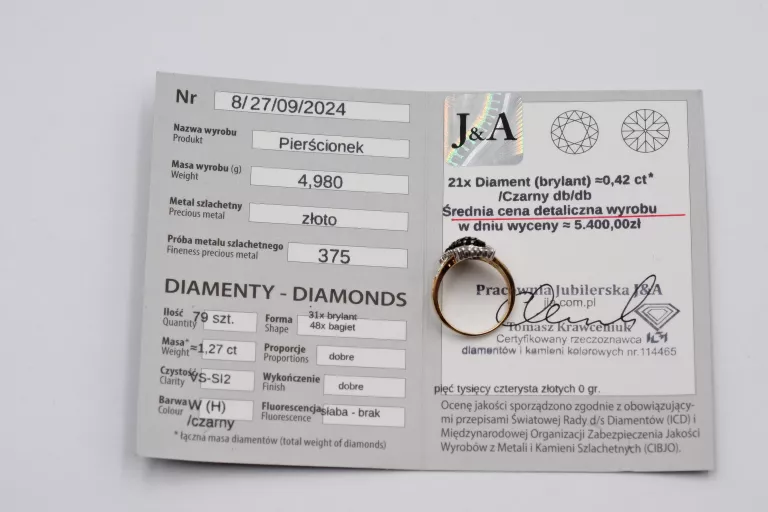 Nr 8/27/09/2024
Nazwa wyrobu
Produkt
Pierścionek
Masa wyrobu (g)
Weight
4,980
Metal szlachetny
Precious metal
złoto
Próba metalu szlachetnego
Fineness precious metal
375
DIAMENTY - DIAMONDS
Ilość
Quantity
79 szt.
Forma
Shape
31x brylant
48x bagiet
Masa*
Weight
≈1,27 ct
Proporcje
Proportions
dobre
Czystość
Clarity
VS-SI2
Wykończenie
Finish
dobre
Barwa
Colour
W (H)
/czarny
Fluorescencja
Fluorescence
słaba - brak
* łączna masa diamentów (total weight of diamonds)
J&A
21x Diament (brylant) ≈0,42 ct*
/Czarny db/db
Średnia cena detaliczna wyrobu
w dniu wyceny ≈ 5.400,00zł
Pracownia Jubilerska J&A
.com.pl
Tomasz Krawceniuk
Certyfikowany rzeczoznawca
diamentów i kamieni kolorowych nr.114465
pięć tysięcy czterysta złotych 0 gr.
Ocenę jakości sporządzono zgodnie z obowiązują-
mi przepisami Światowej Rady d/s Diamentów (ICD) i
Międzynarodowej Organizacji Zabezpieczenia Jakości
Wyrobów z Metali i Kamieni Szlachetnych (CIBJO).